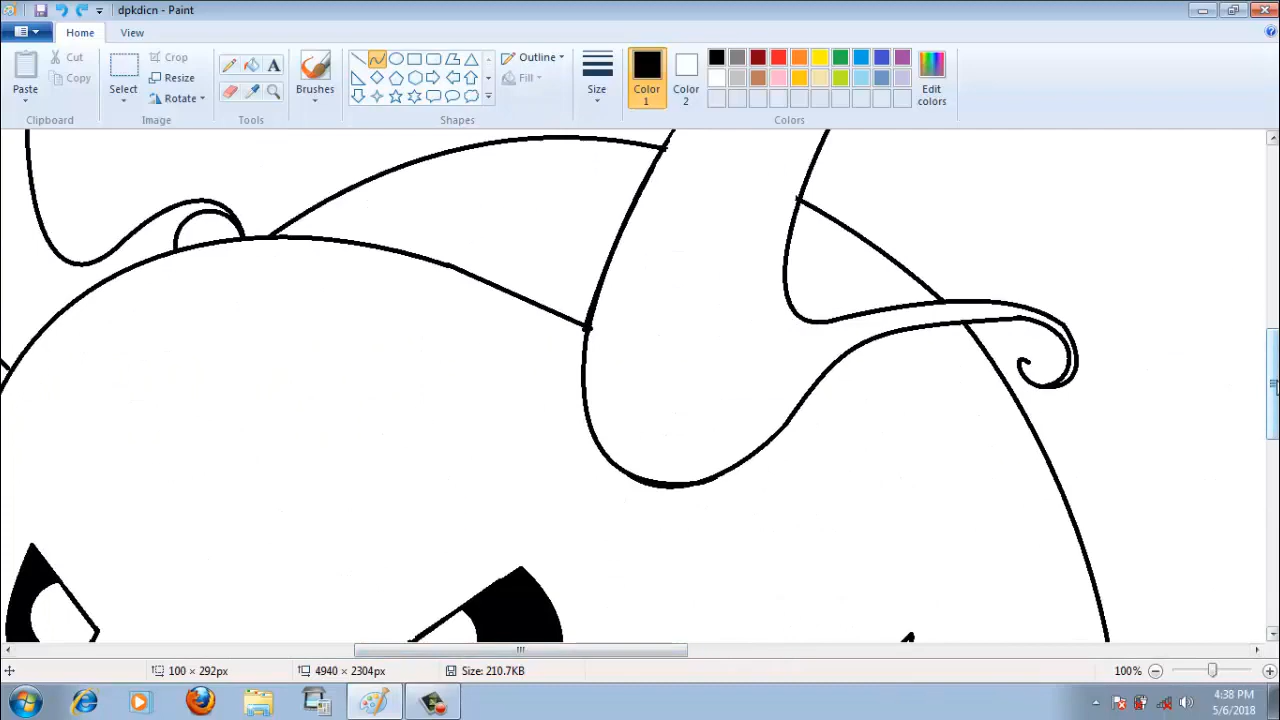 dpkdicn - Paint
Home
View
Paste
Cut
Copy
Clipboard
Select
Crop
Resize
Rotate
Image
A
Tools
Brushes
Outline
Fill
Shapes
Size
Color 1
Color 2
Edit colors
Colors
100 × 292px
4940 × 2304px
Size: 210.7KB
100%
4:38 PM
5/6/2018